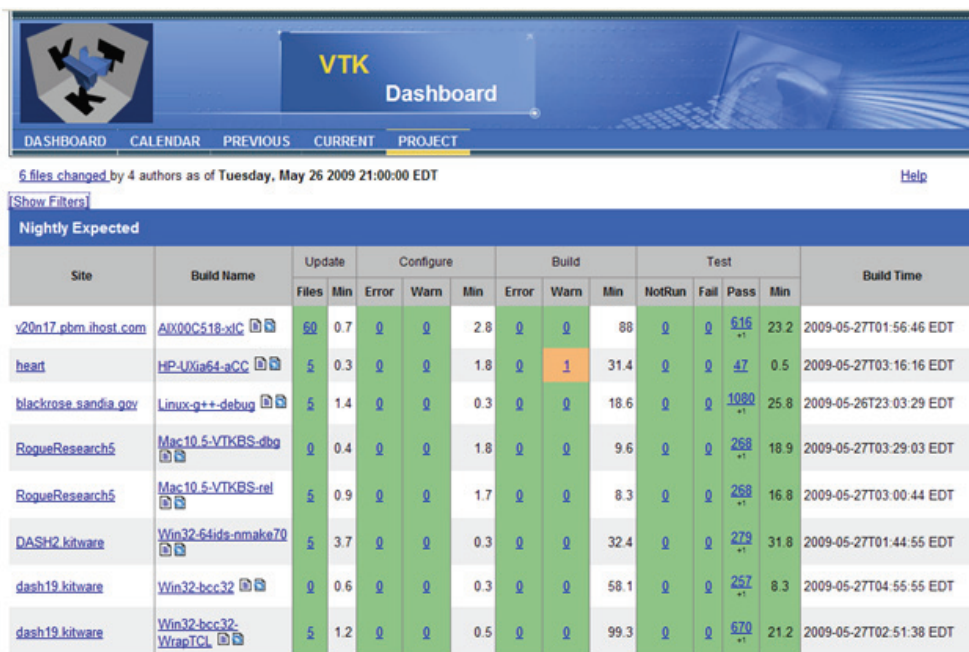 K T K
VTK
Dashboard
DASHBOARD CALENDAR PREVIOUS CURRENT PROJECT
6 files changed by 4 authors as of Tuesday, May 26 2009 21:00:00 EDT Help
[Show Filters]
Nightly Expected
Site Build Name Update Configure Build Test Build Time
Files Min Error Warn Min Error Warn Min NotRun Fail Pass Min
v20n17.pbm.ihost.com AIX00C518-xlC 60 0.7 0 0 2.8 0 0 88 0 0 616 +1 23.2 2009-05-27T01:56:46 EDT
heart HP-UXia64-aCC 5 0.3 0 0 1.8 0 1 31.4 0 0 47 0.5 2009-05-27T03:16:16 EDT
blackrose.sandia.gov Linux-g++-debug 5 1.4 0 0 0.3 0 0 18.6 0 0 1080 +1 25.8 2009-05-26T23:03:29 EDT
RogueResearch5 Mac10.5-VTKBS-dbg 0 0.4 0 0 1.8 0 0 9.6 0 0 268 +1 18.9 2009-05-27T03:29:03 EDT
RogueResearch5 Mac10.5-VTKBS-rel 5 0.9 0 0 1.7 0 0 8.3 0 0 268 +1 16.8 2009-05-27T03:00:44 EDT
DASH2.kitware Win32-64ids-nmake70 5 3.7 0 0 0.3 0 0 32.4 0 0 279 +1 31.8 2009-05-27T01:44:55 EDT
dash19.kitware Win32-bcc32 0 0.6 0 0 0.3 0 0 58.1 0 0 257 +1 8.3 2009-05-27T04:55:55 EDT
dash19.kitware Win32-bcc32-WrapTCL 5 1.2 0 0 0.5 0 0 99.3 0 0 670 +1 21.2 2009-05-27T02:51:38 EDT